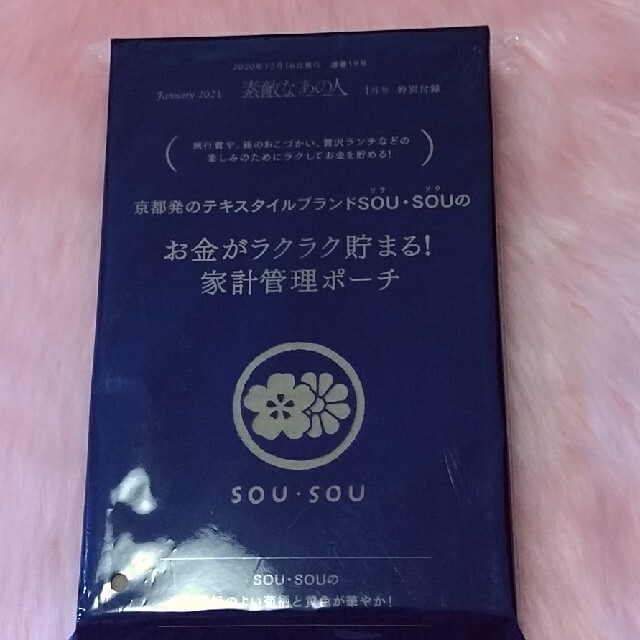 2020年12月16日発行 通巻19号
January 2021 素敵なあの人 1月号 特別付録
旅行費や、孫のおこづかい、贅沢ランチなどの
楽しみのためにラクしてお金を貯める!
ソウ ソウ
京都発のテキスタイルブランドSOU・SOUの
お金がラクラク貯まる!
家計管理ポーチ
SOU・SOU
SOU・SOUの
のよい菊柄と黄色が華やか!